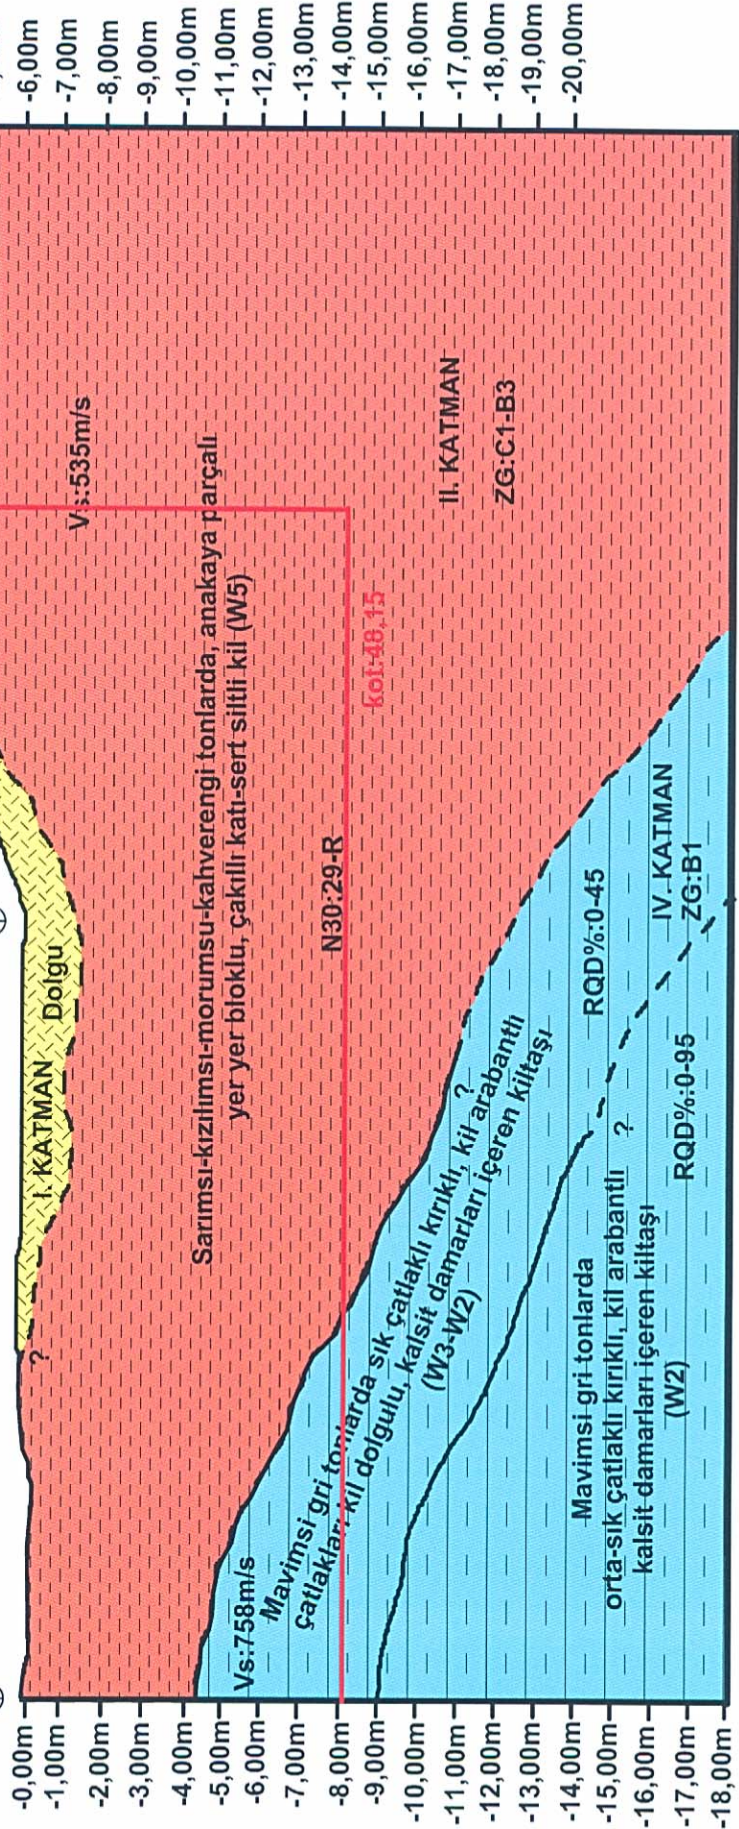 -6,00m
-7,00m
-8,00m
-9,00m
-10,00m
-11,00m
-12,00m
-13,00m
-14,00m
-15,00m
-16,00m
-17,00m
-18,00m
-19,00m
-20,00m
I. KATMAN
Dolgu
?
Vs:535m/s
Sarımsı-kızılımsı-morumsu-kahverengi tonlarda, anakaya parçalı
yer yer bloklu, çakıllı katı-sert siltli kil (W5)
N30:29-R
kot:48,15
II. KATMAN
ZG:C1-B3
Vs:758m/s
Mavimsi gri tonlarda sık çatlaklı kırıklı, kil arabantlı
çatlakları kil dolgulu, kalsit damarları içeren kiltaşı
(W3-W2)
?
RQD%:0-45
IV. KATMAN
ZG:B1
Mavimsi gri tonlarda
orta-sık çatlaklı kırıklı, kil arabantlı
kalsit damarları içeren kiltaşı
(W2)
?
RQD%:0-95
-0,00m
-1,00m
-2,00m
-3,00m
-4,00m
-5,00m
-6,00m
-7,00m
-8,00m
-9,00m
-10,00m
-11,00m
-12,00m
-13,00m
-14,00m
-15,00m
-16,00m
-17,00m
-18,00m